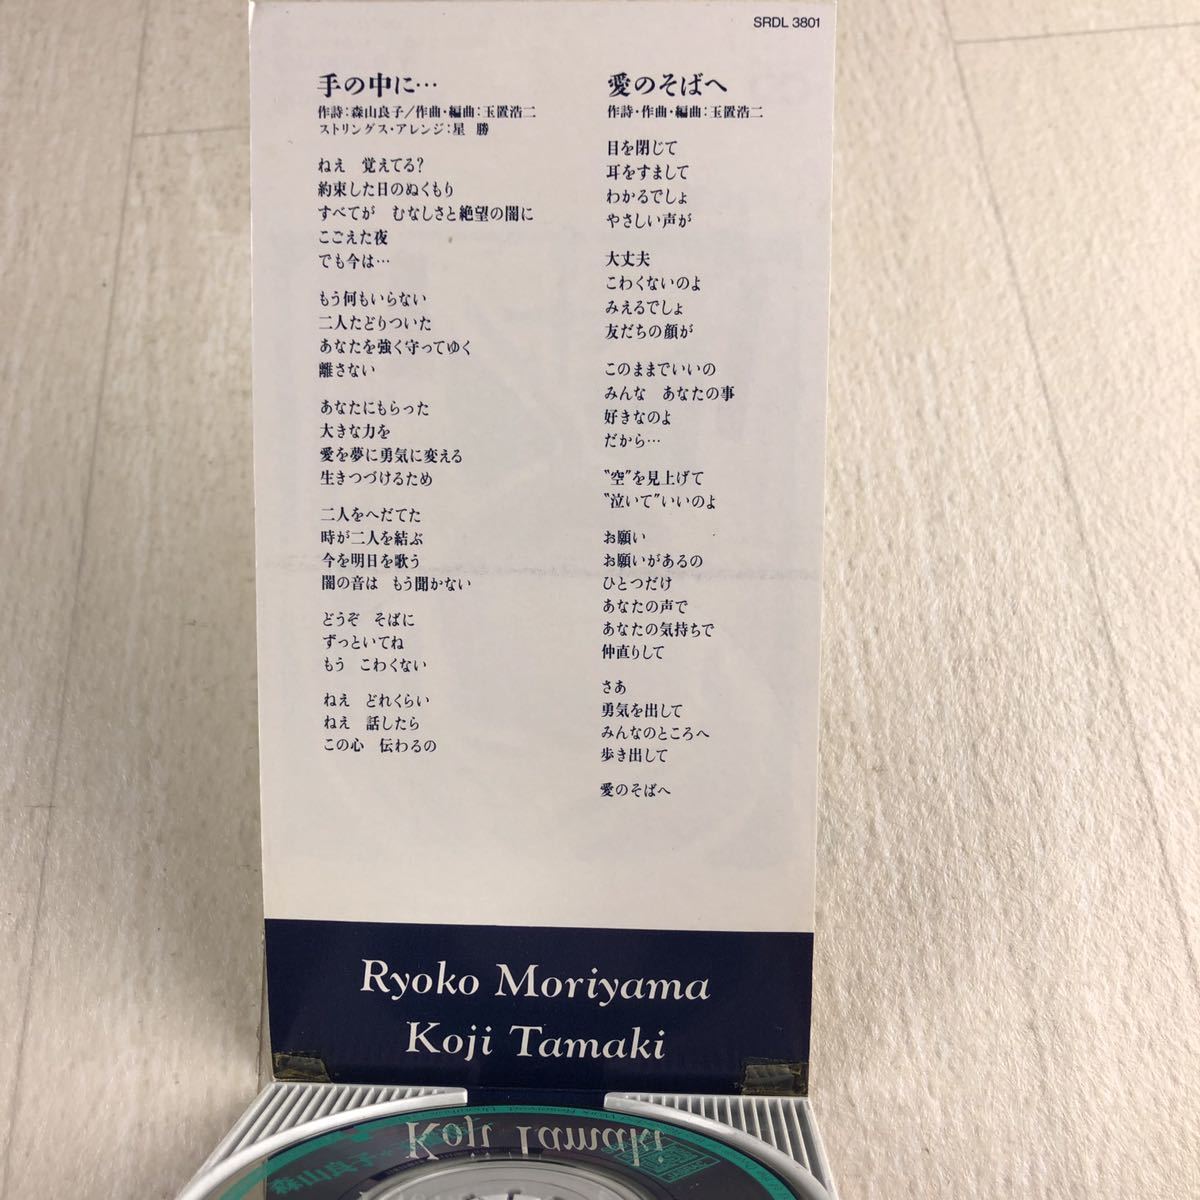 SRDL 3801
手の中に…
作詩：森山良子／作曲・編曲：玉置浩二
ストリングス・アレンジ：星 勝
ねえ　覚えてる？
約束した日のぬくもり
すべてが　むなしさと絶望の闇に
こごえた夜
でも今は…
もう何もいらない
二人たどりついた
あなたを強く守ってゆく
離さない
あなたにもらった
大きな力を
愛を夢に勇気に変える
生きつづけるため
二人をへだてた
時が二人を結ぶ
今を明日を歌う
闇の音は　もう聞かない
どうぞ　そばに
ずっといてね
もう　こわくない
ねえ　どれくらい
ねえ　話したら
この心　伝わるの
愛のそばへ
作詩・作曲・編曲：玉置浩二
目を閉じて
耳をすまして
わかるでしょ
やさしい声が
大丈夫
こわくないのよ
みえるでしょ
友だちの顔が
このままでいいの
みんな　あなたの事
好きなのよ
だから…
“空”を見上げて
“泣いて”いいのよ
お願い
お願いがあるの
ひとつだけ
あなたの声で
あなたの気持ちで
仲直りして
さあ
勇気を出して
みんなのところへ
歩き出して
愛のそばへ
Ryoko Moriyama
Koji Tamaki
Koji Tamaki
森山良子